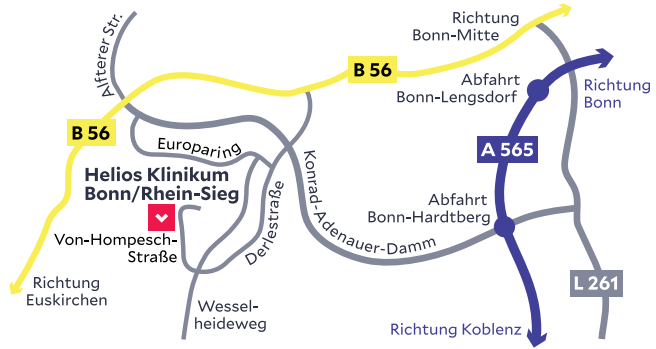 Alfterer Str.
Richtung
Bonn-Mitte
B 56
Abfahrt
Bonn-Lengsdorf
Richtung
Bonn
B 56
Europaring
A 565
Helios Klinikum
Bonn/Rhein-Sieg
Konrad-Adenauer-Damm
Derlestraße
Abfahrt
Bonn-Hardtberg
Von-Hompesch-
Straße
Richtung
Euskirchen
Wessel-
heideweg
L 261
Richtung Koblenz